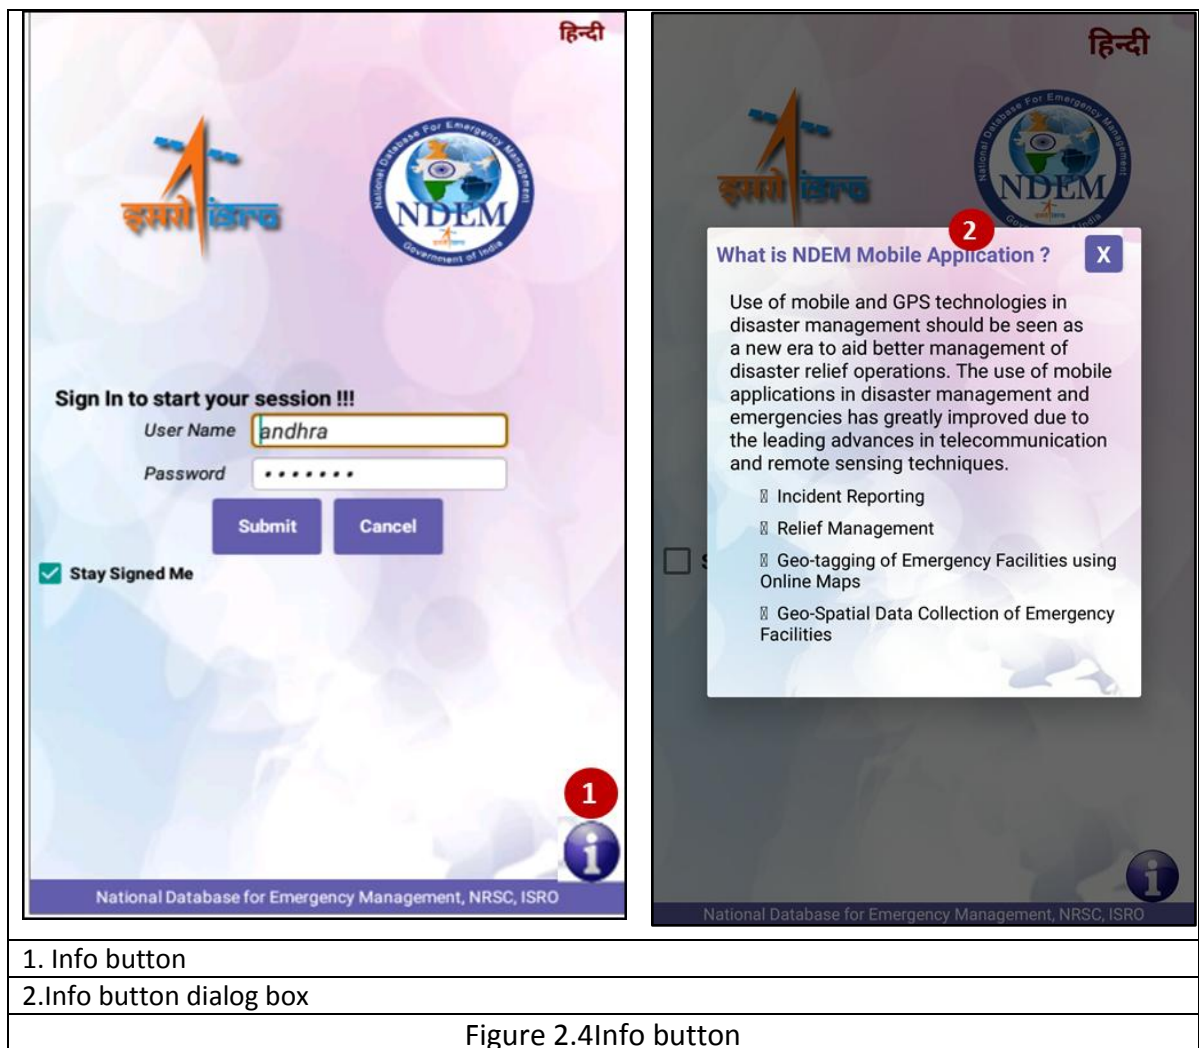 हिन्दी
इसरो isro
National Database For Emergency Management
NDEM
Government of India
Sign In to start your session !!!
User Name andhra
Password
Submit Cancel
Stay Signed Me
1
i
National Database for Emergency Management, NRSC, ISRO
हिन्दी
इसरो isro
National Database For Emergency Management
NDEM
2
What is NDEM Mobile Application ? X
Use of mobile and GPS technologies in
disaster management should be seen as
a new era to aid better management of
disaster relief operations. The use of mobile
applications in disaster management and
emergencies has greatly improved due to
the leading advances in telecommunication
and remote sensing techniques.
Incident Reporting
Relief Management
Geo-tagging of Emergency Facilities using
Online Maps
Geo-Spatial Data Collection of Emergency
Facilities
i
National Database for Emergency Management, NRSC, ISRO
1. Info button
2.Info button dialog box
Figure 2.4Info button